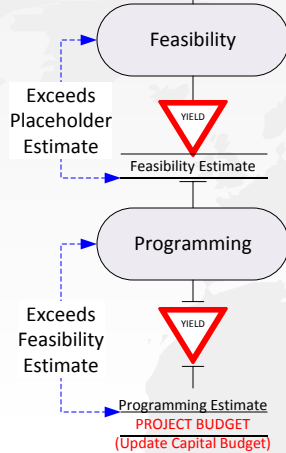 Feasibility
Exceeds
Placeholder
Estimate
YIELD
Feasibility Estimate
Programming
Exceeds
Feasibility
Estimate
YIELD
Programming Estimate
PROJECT BUDGET
(Update Capital Budget)